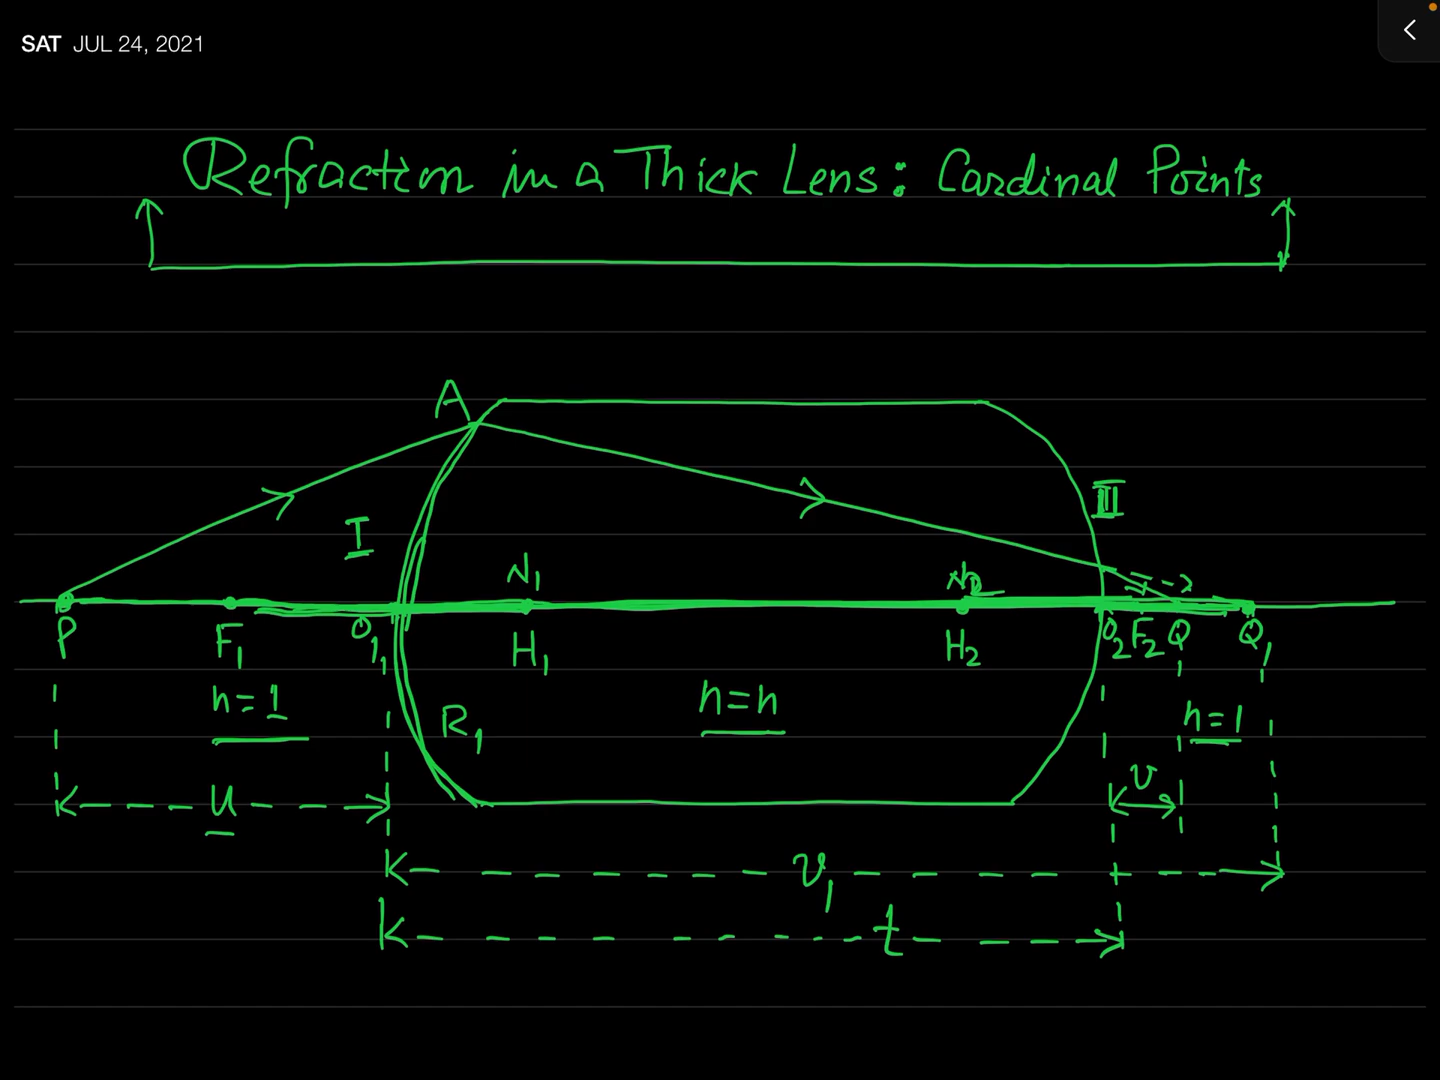 SAT JUL 24, 2021
Refraction in a Thick Lens: Cardinal Points
A
II
I
N₁
N₂
P
F₁
O₁
H₁
H₂
O₂ F₂ Q Q₁
n=1
R₁
n=n
n=1
u
v
v₁
t